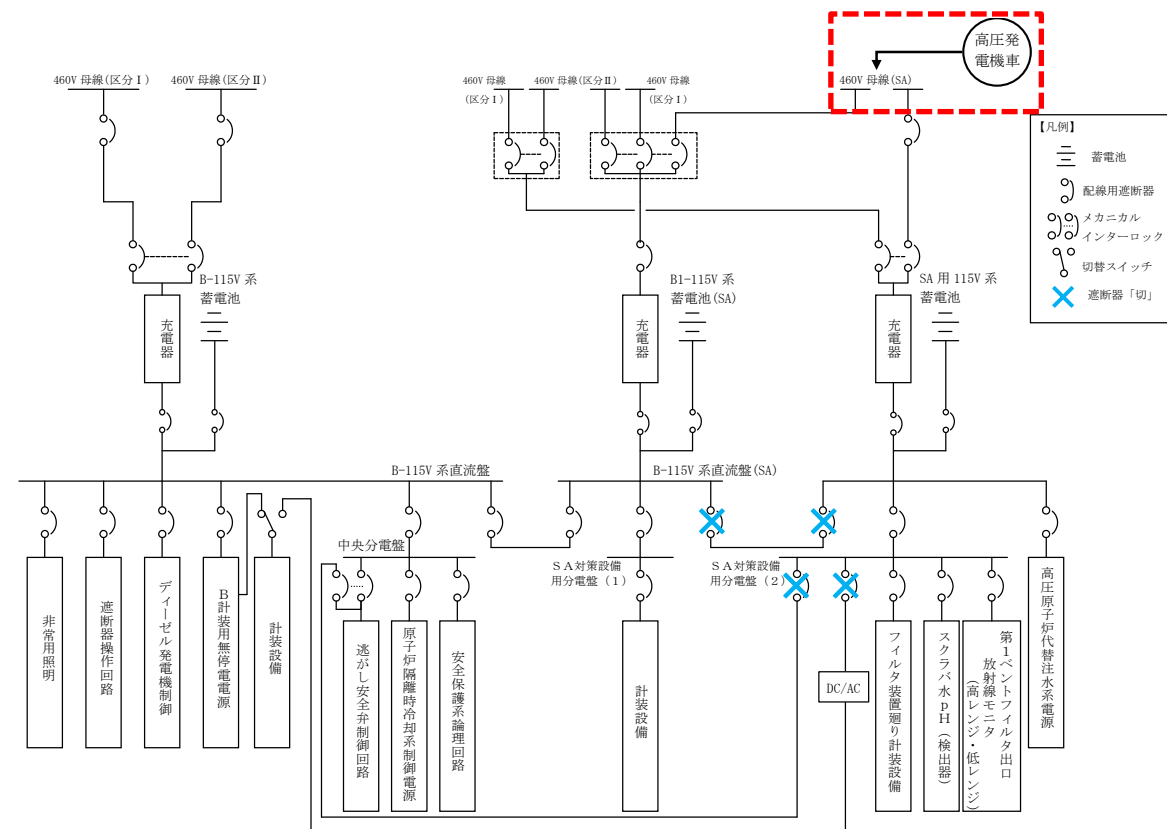 高圧発
電機車
460V 母線(区分Ⅰ)
460V 母線(区分Ⅱ)
460V 母線
(区分Ⅰ)
460V 母線(区分Ⅱ)
460V 母線
(区分Ⅰ)
460V 母線(SA)
【凡例】
蓄電池
配線用遮断器
メカニカル
インターロック
切替スイッチ
遮断器「切」
B-115V 系
蓄電池
B1-115V 系
蓄電池(SA)
SA 用 115V 系
蓄電池
充電器
充電器
充電器
B-115V 系直流盤
B-115V 系直流盤(SA)
中央分電盤
SA対策設備
用分電盤(1)
SA対策設備
用分電盤(2)
非常用照明
遮断器操作回路
ディーゼル発電機制御
B計装用無停電電源
計装設備
逃がし安全弁制御回路
原子炉隔離時冷却系制御電源
安全保護系論理回路
計装設備
DC/AC
フィルタ装置廻り計装設備
スクラバ水pH(検出器)
第1ベントフィルタ出口
放射線モニタ
(高レンジ・低レンジ)
高圧原子炉代替注水系電源